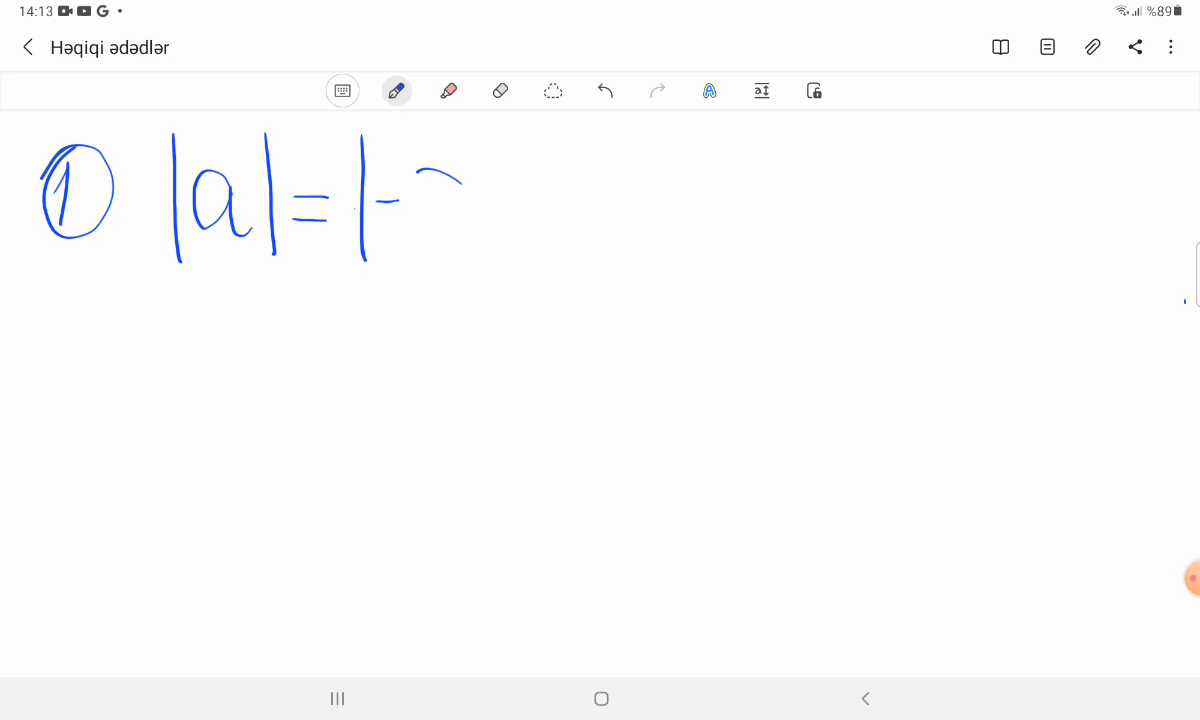 14:13 %89
Həqiqi ədədlər
① |a| = |-